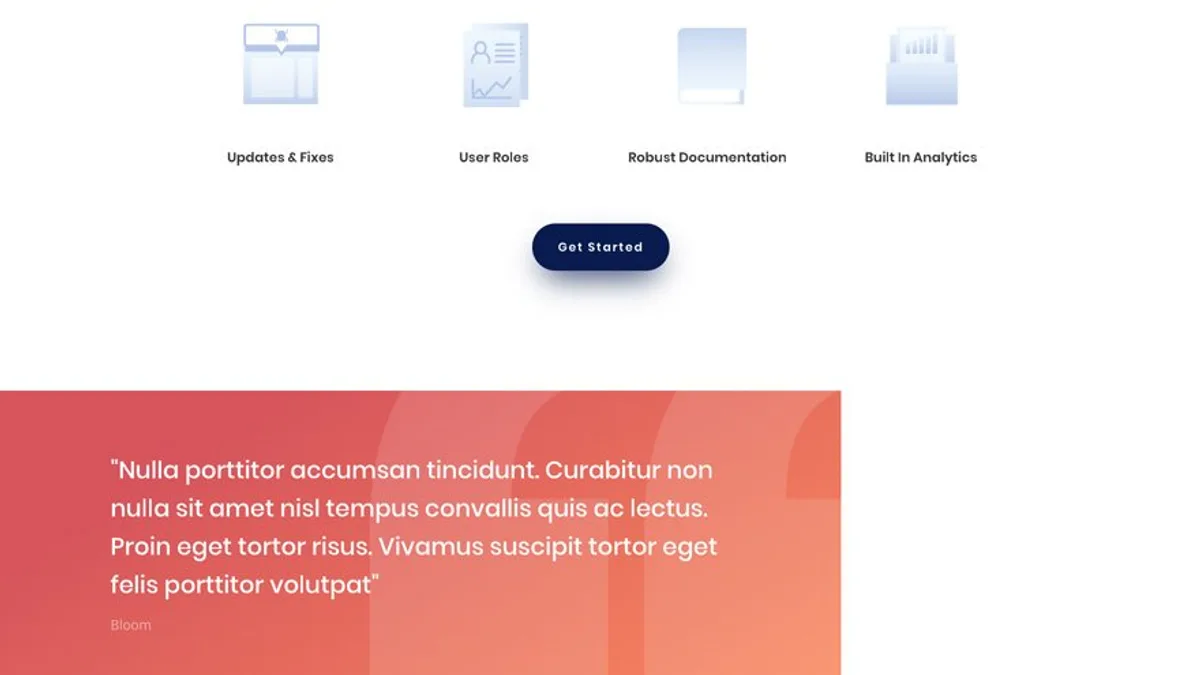 Updates & Fixes
User Roles
Robust Documentation
Built In Analytics
Get Started
"Nulla porttitor accumsan tincidunt. Curabitur non
nulla sit amet nisl tempus convallis quis ac lectus.
Proin eget tortor risus. Vivamus suscipit tortor eget
felis porttitor volutpat"
Bloom